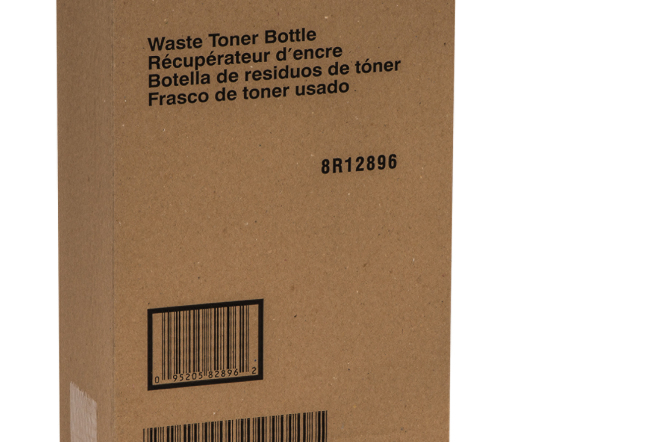 Waste Toner Bottle
Récupérateur d'encre
Botella de residuos de tóner
Frasco de toner usado
8R12896
0 95205 82896 2